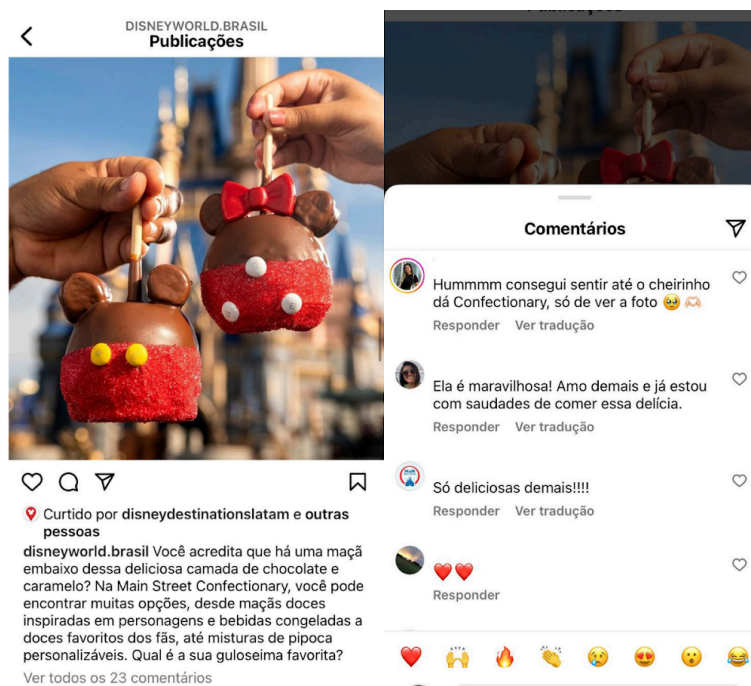 DISNEYWORLD.BRASIL
Publicações
Curtido por disneydestinationslatam e outras
pessoas
disneyworld.brasil Você acredita que há uma maçã
embaixo dessa deliciosa camada de chocolate e
caramelo? Na Main Street Confectionary, você pode
encontrar muitas opções, desde maçãs doces
inspiradas em personagens e bebidas congeladas a
doces favoritos dos fãs, até misturas de pipoca
personalizáveis. Qual é a sua guloseima favorita?
Ver todos os 23 comentários
Comentários
Hummmm consegui sentir até o cheirinho
dá Confectionary, só de ver a foto 🥹 🫶🏻
Responder Ver tradução
Ela é maravilhosa! Amo demais e já estou
com saudades de comer essa delícia.
Responder Ver tradução
Só deliciosas demais!!!!
Responder Ver tradução
❤️❤️
Responder